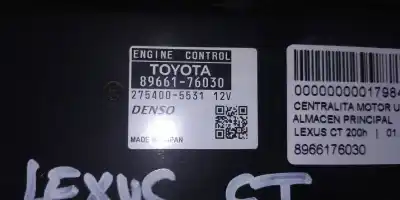 ENGINE CONTROL
TOYOTA
89661-76030
275400-5531 12V
DENSO
MADE IN JAPAN
LEXUS CT
00000000017984
CENTRALITA MOTOR U
ALMACEN PRINCIPAL
LEXUS CT 200h | 01
8966176030